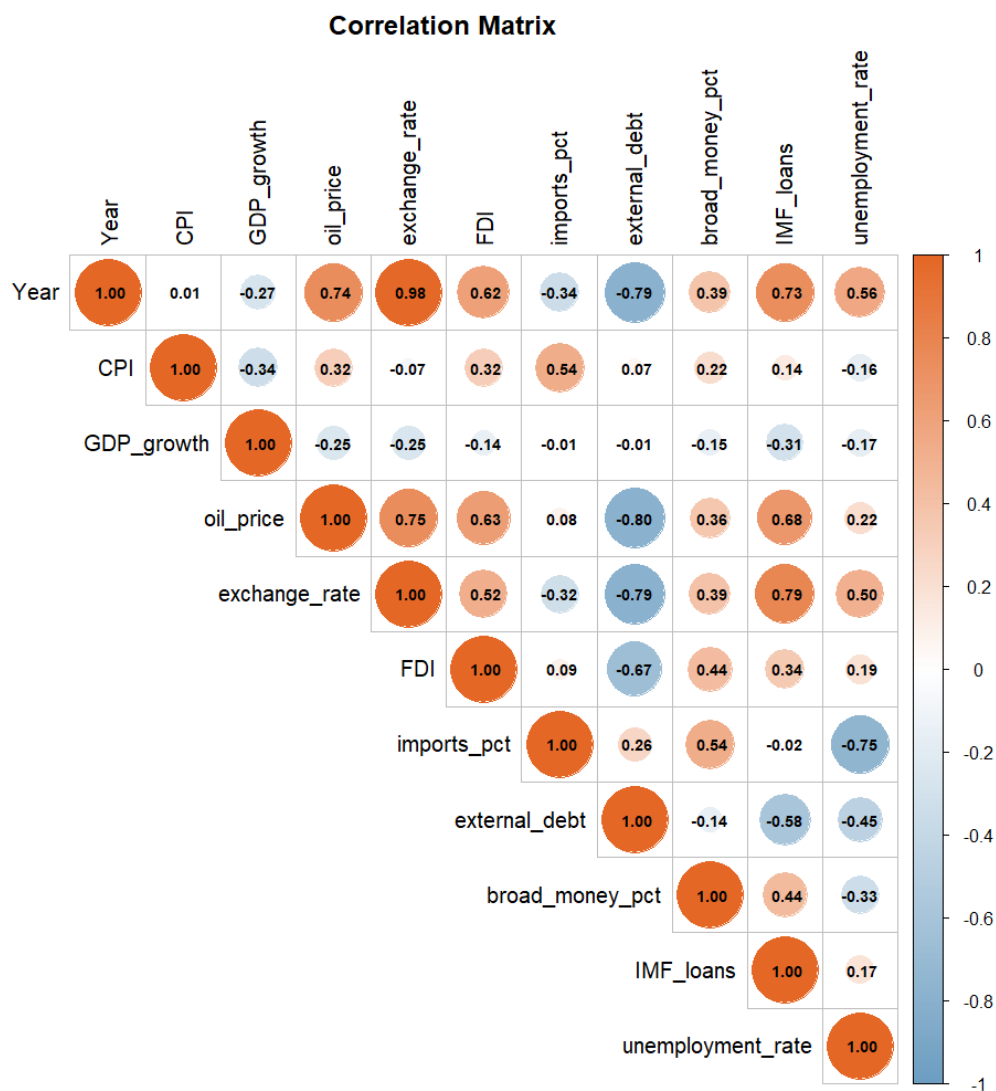 Correlation Matrix
Year
CPI
GDP_growth
oil_price
exchange_rate
FDI
imports_pct
external_debt
broad_money_pct
IMF_loans
unemployment_rate
Year 1.00 0.01 -0.27 0.74 0.98 0.62 -0.34 -0.79 0.39 0.73 0.56
CPI 1.00 -0.34 0.32 -0.07 0.32 0.54 0.07 0.22 0.14 -0.16
GDP_growth 1.00 -0.25 -0.25 -0.14 -0.01 -0.01 -0.15 -0.31 -0.17
oil_price 1.00 0.75 0.63 0.08 -0.80 0.36 0.68 0.22
exchange_rate 1.00 0.52 -0.32 -0.79 0.39 0.79 0.50
FDI 1.00 0.09 -0.67 0.44 0.34 0.19
imports_pct 1.00 0.26 0.54 -0.02 -0.75
external_debt 1.00 -0.14 -0.58 -0.45
broad_money_pct 1.00 0.44 -0.33
IMF_loans 1.00 0.17
unemployment_rate 1.00
1
0.8
0.6
0.4
0.2
0
-0.2
-0.4
-0.6
-0.8
-1